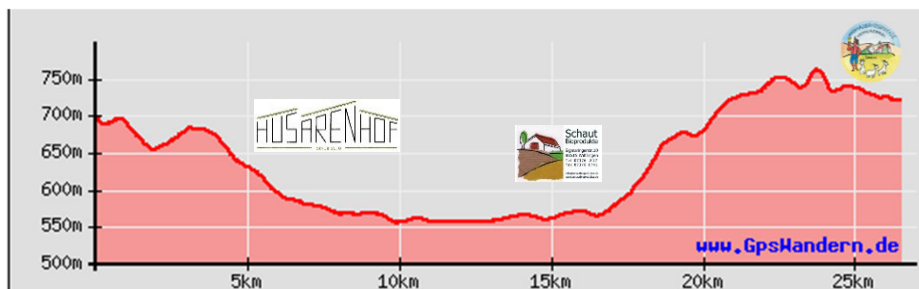 750m
700m
650m
600m
550m
500m
HUSARENHOF
Schaut
Bioprodukte
www.GpsWandern.de
5km
10km
15km
20km
25km